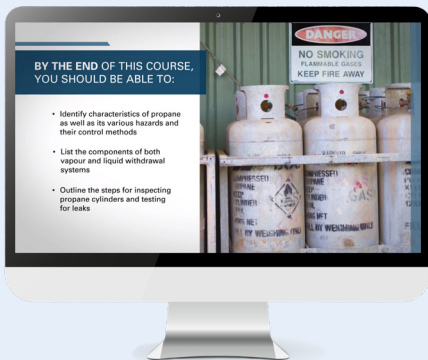 BY THE END OF THIS COURSE,
YOU SHOULD BE ABLE TO:
• Identify characteristics of propane
as well as its various hazards and
their control methods
• List the components of both
vapour and liquid withdrawal
systems
• Outline the steps for inspecting
propane cylinders and testing
for leaks
DANGER
NO SMOKING
FLAMMABLE GASES
KEEP FIRE AWAY
GAS